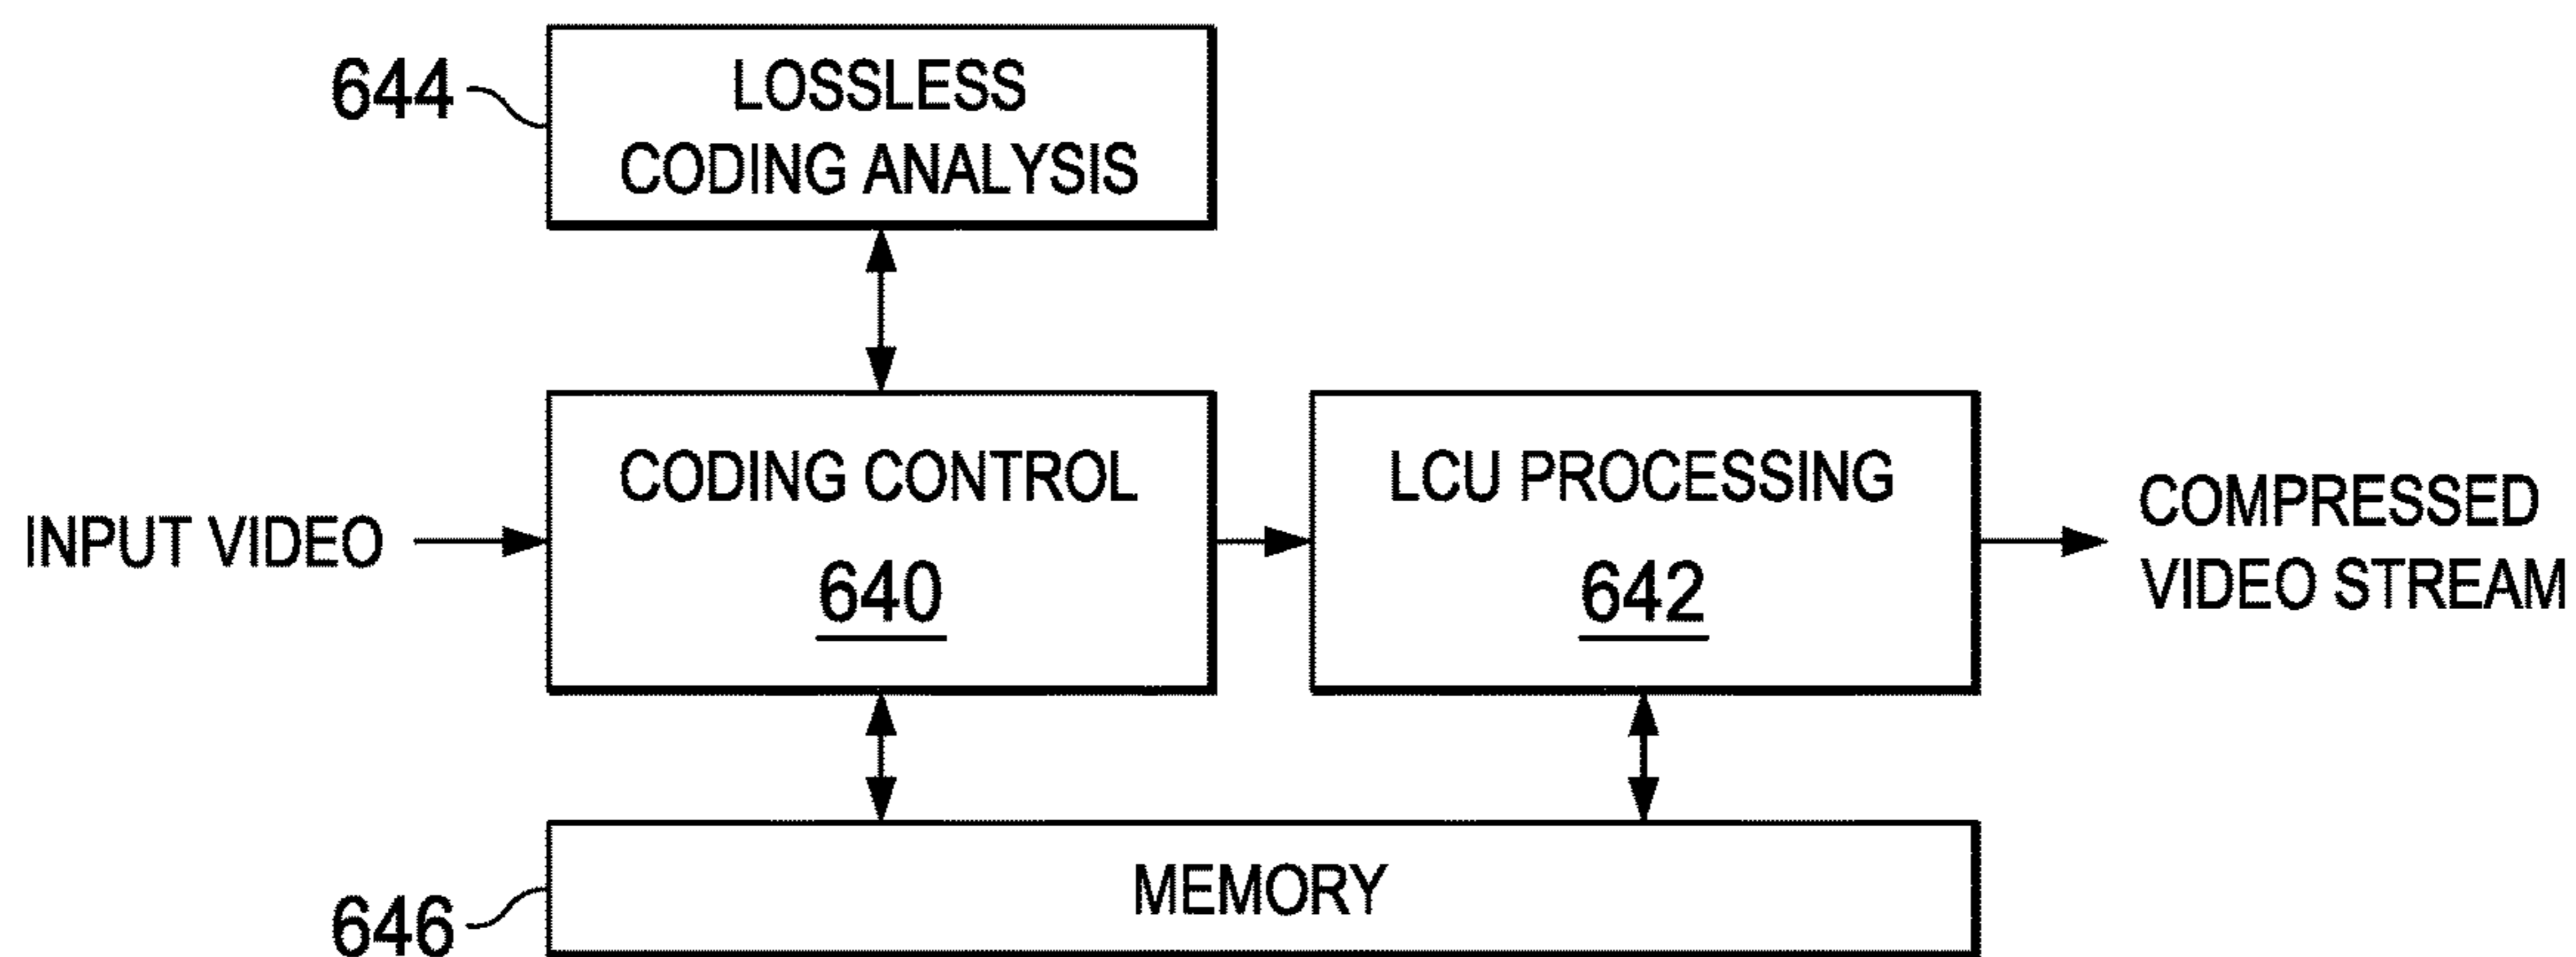 644
LOSSLESS
CODING ANALYSIS
INPUT VIDEO
CODING CONTROL
640
LCU PROCESSING
642
COMPRESSED
VIDEO STREAM
646
MEMORY